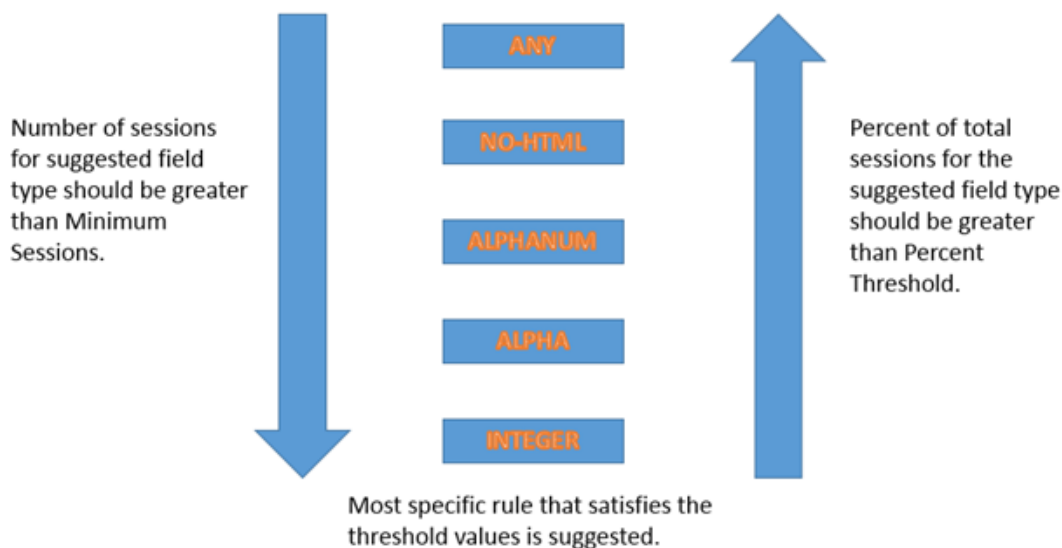 Number of sessions
for suggested field
type should be greater
than Minimum
Sessions.
ANY
NO-HTML
ALPHANUM
ALPHA
INTEGER
Percent of total
sessions for the
suggested field type
should be greater
than Percent
Threshold.
Most specific rule that satisfies the
threshold values is suggested.